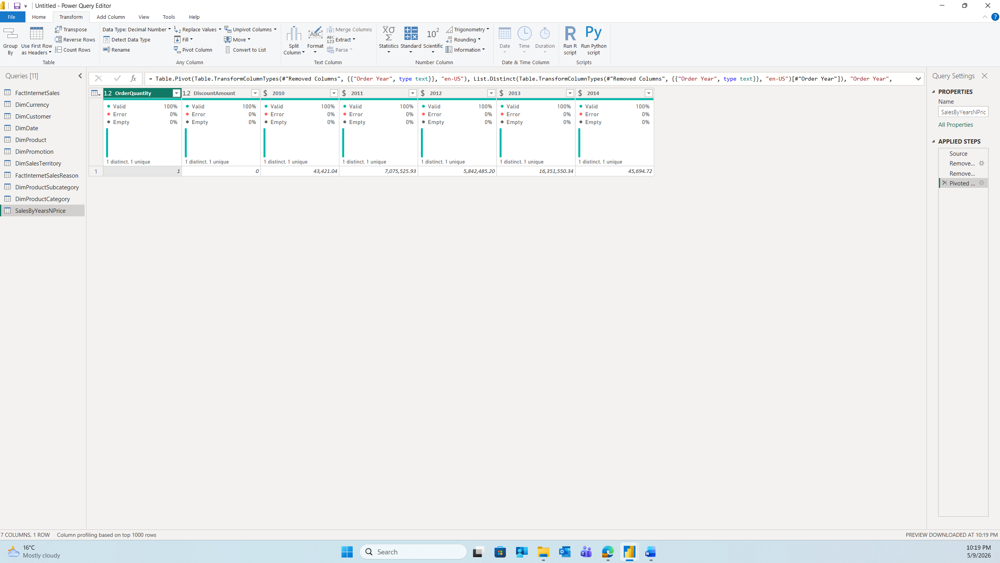 Untitled - Power Query Editor
File Home Transform Add Column View Tools Help
Group By
Use First Row as Headers
Transpose
Reverse Rows
Count Rows
Table
Data Type: Decimal Number
Detect Data Type
Rename
Replace Values
Fill
Pivot Column
Unpivot Columns
Move
Convert to List
Any Column
Split Column
Format
Merge Columns
Extract
Parse
Text Column
Statistics
Standard
Scientific
Trigonometry
Rounding
Information
Number Column
Date
Time
Duration
Date & Time Column
Run R script
Run Python script
Scripts
Queries [11]
FactInternetSales
DimCurrency
DimCustomer
DimDate
DimProduct
DimPromotion
DimSalesTerritory
FactInternetSalesReason
DimProductSubcategory
DimProductCategory
SalesByYearsNPrice
= Table.Pivot(Table.TransformColumnTypes(#"Removed Columns", {{"Order Year", type text}}, "en-US"), List.Distinct(Table.TransformColumnTypes(#"Removed Columns", {{"Order Year", type text}}, "en-US")[#"Order Year"]), "Order Year",
1.2 OrderQuantity 1.2 DiscountAmount $ 2010 $ 2011 $ 2012 $ 2013 $ 2014
Valid 100% Valid 100% Valid 100% Valid 100% Valid 100% Valid 100% Valid 100%
Error 0% Error 0% Error 0% Error 0% Error 0% Error 0% Error 0%
Empty 0% Empty 0% Empty 0% Empty 0% Empty 0% Empty 0% Empty 0%
1 distinct, 1 unique 1 distinct, 1 unique 1 distinct, 1 unique 1 distinct, 1 unique 1 distinct, 1 unique 1 distinct, 1 unique 1 distinct, 1 unique
1 1 0 43,421.04 7,075,525.93 5,842,485.20 16,351,550.34 45,694.72
Query Settings
PROPERTIES
Name
SalesByYearsNPric
All Properties
APPLIED STEPS
Source
Remove...
Remove...
Pivoted ...
7 COLUMNS, 1 ROW Column profiling based on top 1000 rows
PREVIEW DOWNLOADED AT 10:19 PM
16°C
Mostly cloudy
Search
10:19 PM
5/9/2026